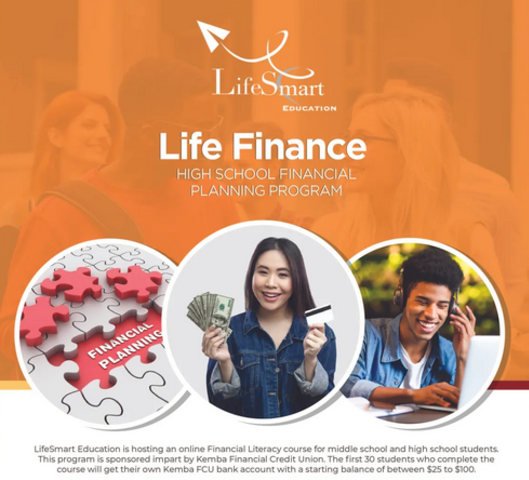 LifeSmart
EDUCATION
Life Finance
HIGH SCHOOL FINANCIAL
PLANNING PROGRAM
FINANCIAL
PLANNING
LifeSmart Education is hosting an online Financial Literacy course for middle school and high school students.
This program is sponsored impart by Kemba Financial Credit Union. The first 30 students who complete the
course will get their own Kemba FCU bank account with a starting balance of between $25 to $100.